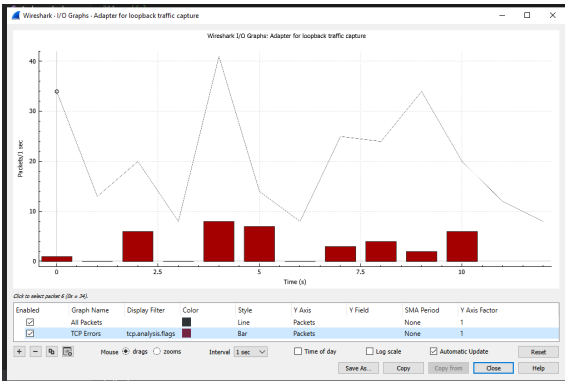 Wireshark · I/O Graphs · Adapter for loopback traffic capture
Wireshark I/O Graphs: Adapter for loopback traffic capture
40
30
20
10
0
Packets/1 sec
0 2.5 5 7.5 10
Time (s)
Click to select packet 6 (0s = 34).
Enabled Graph Name Display Filter Color Style Y Axis Y Field SMA Period Y Axis Factor
All Packets Line Packets None 1
TCP Errors tcp.analysis.flags Bar Packets None 1
+ − Mouse drags zooms Interval 1 sec Time of day Log scale Automatic Update Reset
Save As... Copy Copy from Close Help